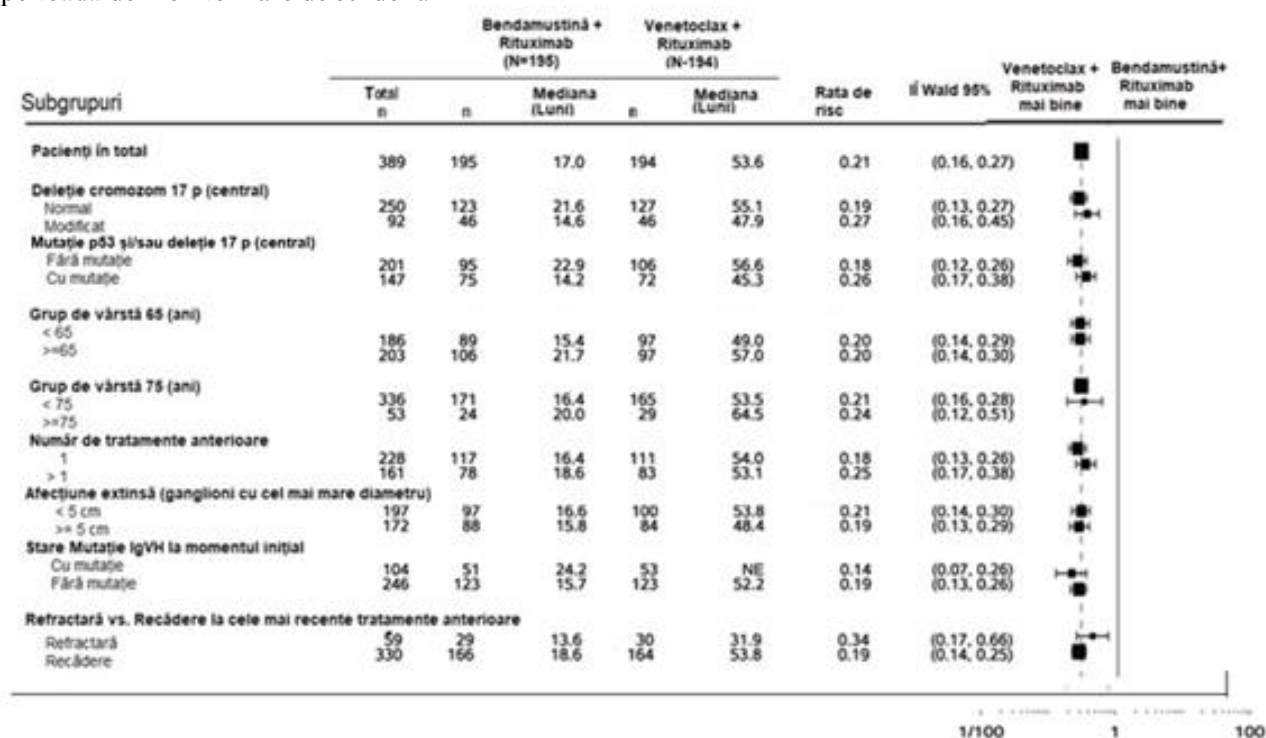 Bendamustină + Venetoclax +
Rituximab Rituximab
(N=195) (N-194)
Venetoclax + Bendamustină+
Rituximab Rituximab
mai bine mai bine
Subgrupuri Total n n Mediana (Luni) n Mediana (Luni) Rata de risc IÎ Wald 95%
Pacienți în total
389 195 17.0 194 53.6 0.21 (0.16, 0.27)
Deleție cromozom 17 p (central)
Normal 250 123 21.6 127 55.1 0.19 (0.13, 0.27)
Modificat 92 46 14.6 46 47.9 0.27 (0.16, 0.45)
Mutație p53 și/sau deleție 17 p (central)
Fără mutație 201 95 22.9 106 56.6 0.18 (0.12, 0.26)
Cu mutație 147 75 14.2 72 45.3 0.26 (0.17, 0.38)
Grup de vârstă 65 (ani)
< 65 186 89 15.4 97 49.0 0.20 (0.14, 0.29)
>=65 203 106 21.7 97 57.0 0.20 (0.14, 0.30)
Grup de vârstă 75 (ani)
< 75 336 171 16.4 165 53.5 0.21 (0.16, 0.28)
>=75 53 24 20.0 29 64.5 0.24 (0.12, 0.51)
Număr de tratamente anterioare
1 228 117 16.4 111 54.0 0.18 (0.13, 0.26)
> 1 161 78 18.6 83 53.1 0.25 (0.17, 0.38)
Afecțiune extinsă (ganglioni cu cel mai mare diametru)
< 5 cm 197 97 16.6 100 53.8 0.21 (0.14, 0.30)
>= 5 cm 172 88 15.8 84 48.4 0.19 (0.13, 0.29)
Stare Mutație IgVH la momentul inițial
Cu mutație 104 51 24.2 53 NE 0.14 (0.07, 0.26)
Fără mutație 246 123 15.7 123 52.2 0.19 (0.13, 0.26)
Refractară vs. Recădere la cele mai recente tratamente anterioare
Refractară 59 29 13.6 30 31.9 0.34 (0.17, 0.66)
Recădere 330 166 18.6 164 53.8 0.19 (0.14, 0.25)
1/100 1 100